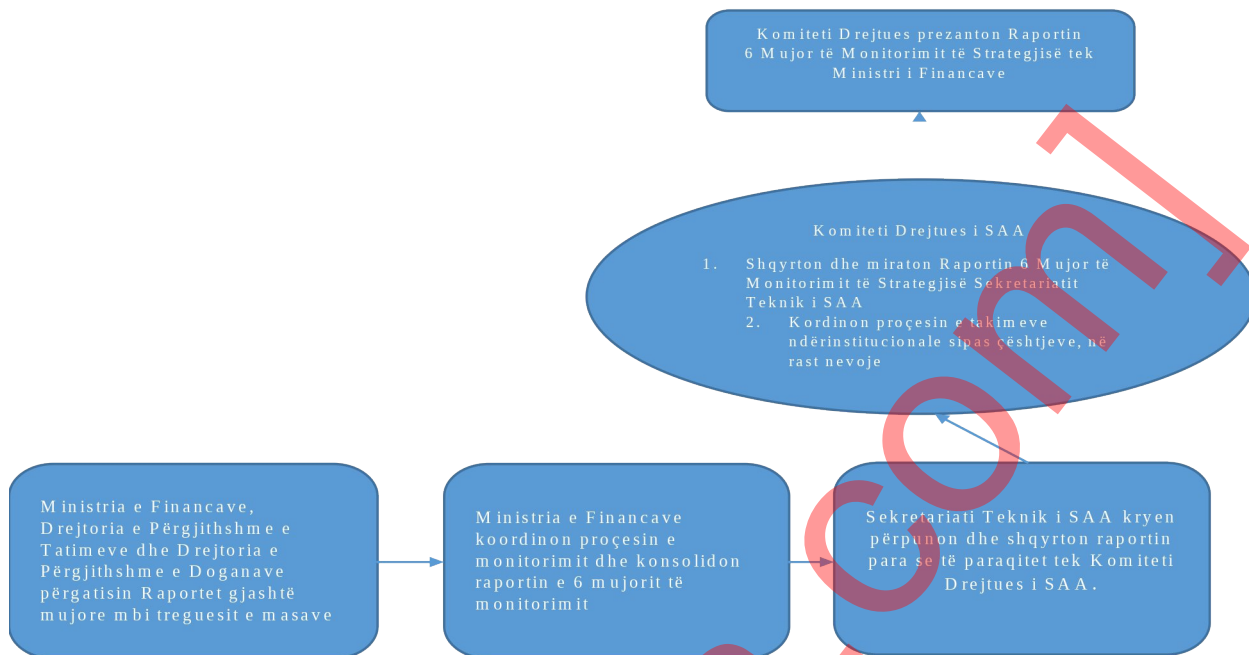 Komiteti Drejtues prezanton Raportin
6 Mujor të Monitorimit të Strategjisë tek
Ministri i Financave
Komiteti Drejtues i SAA
1. Shqyrton dhe miraton Raportin 6 Mujor të
Monitorimit të Strategjisë Sekretariatit
Teknik i SAA
2. Kordinon proçesin e takimeve
ndërinstitucionale sipas çështjeve, në
rast nevoje
Ministria e Financave,
Drejtoria e Përgjithshme e
Tatimeve dhe Drejtoria e
Përgjithshme e Doganave
përgatisin Raportet gjashtë
mujore mbi treguesit e masave
Ministria e Financave
koordinon proçesin e
monitorimit dhe konsolidon
raportin e 6 mujorit të
monitorimit
Sekretariati Teknik i SAA kryen
përpunon dhe shqyrton raportin
para se të paraqitet tek Komiteti
Drejtues i SAA.
com]